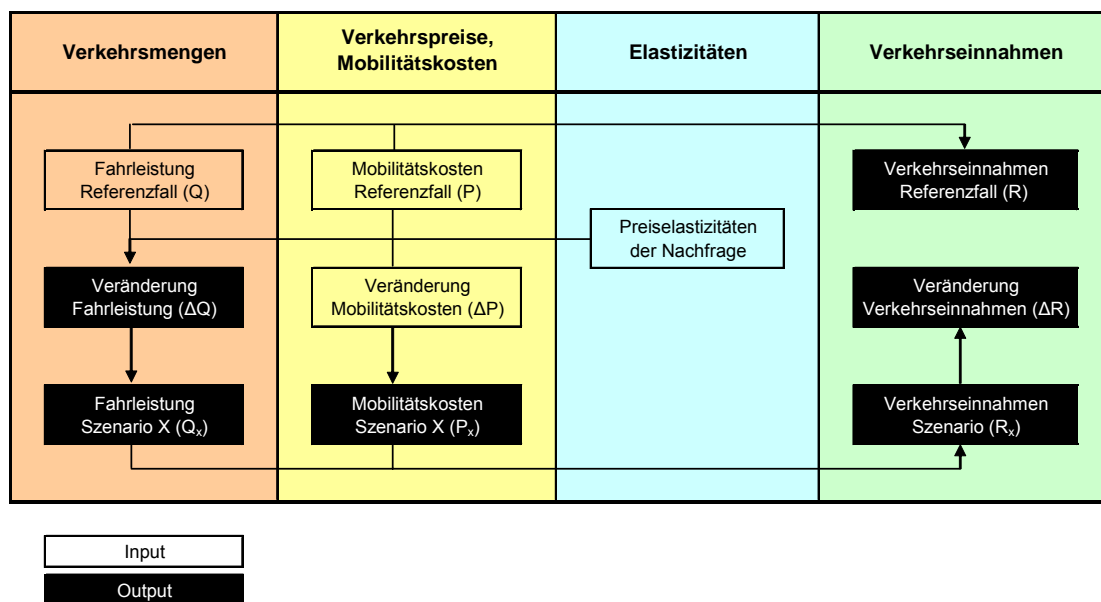 Verkehrsmengen
Verkehrspreise,
Mobilitätskosten
Elastizitäten
Verkehrseinnahmen
Fahrleistung
Referenzfall (Q)
Mobilitätskosten
Referenzfall (P)
Verkehrseinnahmen
Referenzfall (R)
Preiselastizitäten
der Nachfrage
Veränderung
Fahrleistung (ΔQ)
Veränderung
Mobilitätskosten (ΔP)
Veränderung
Verkehrseinnahmen (ΔR)
Fahrleistung
Szenario X (Qx)
Mobilitätskosten
Szenario X (Px)
Verkehrseinnahmen
Szenario (Rx)
Input
Output